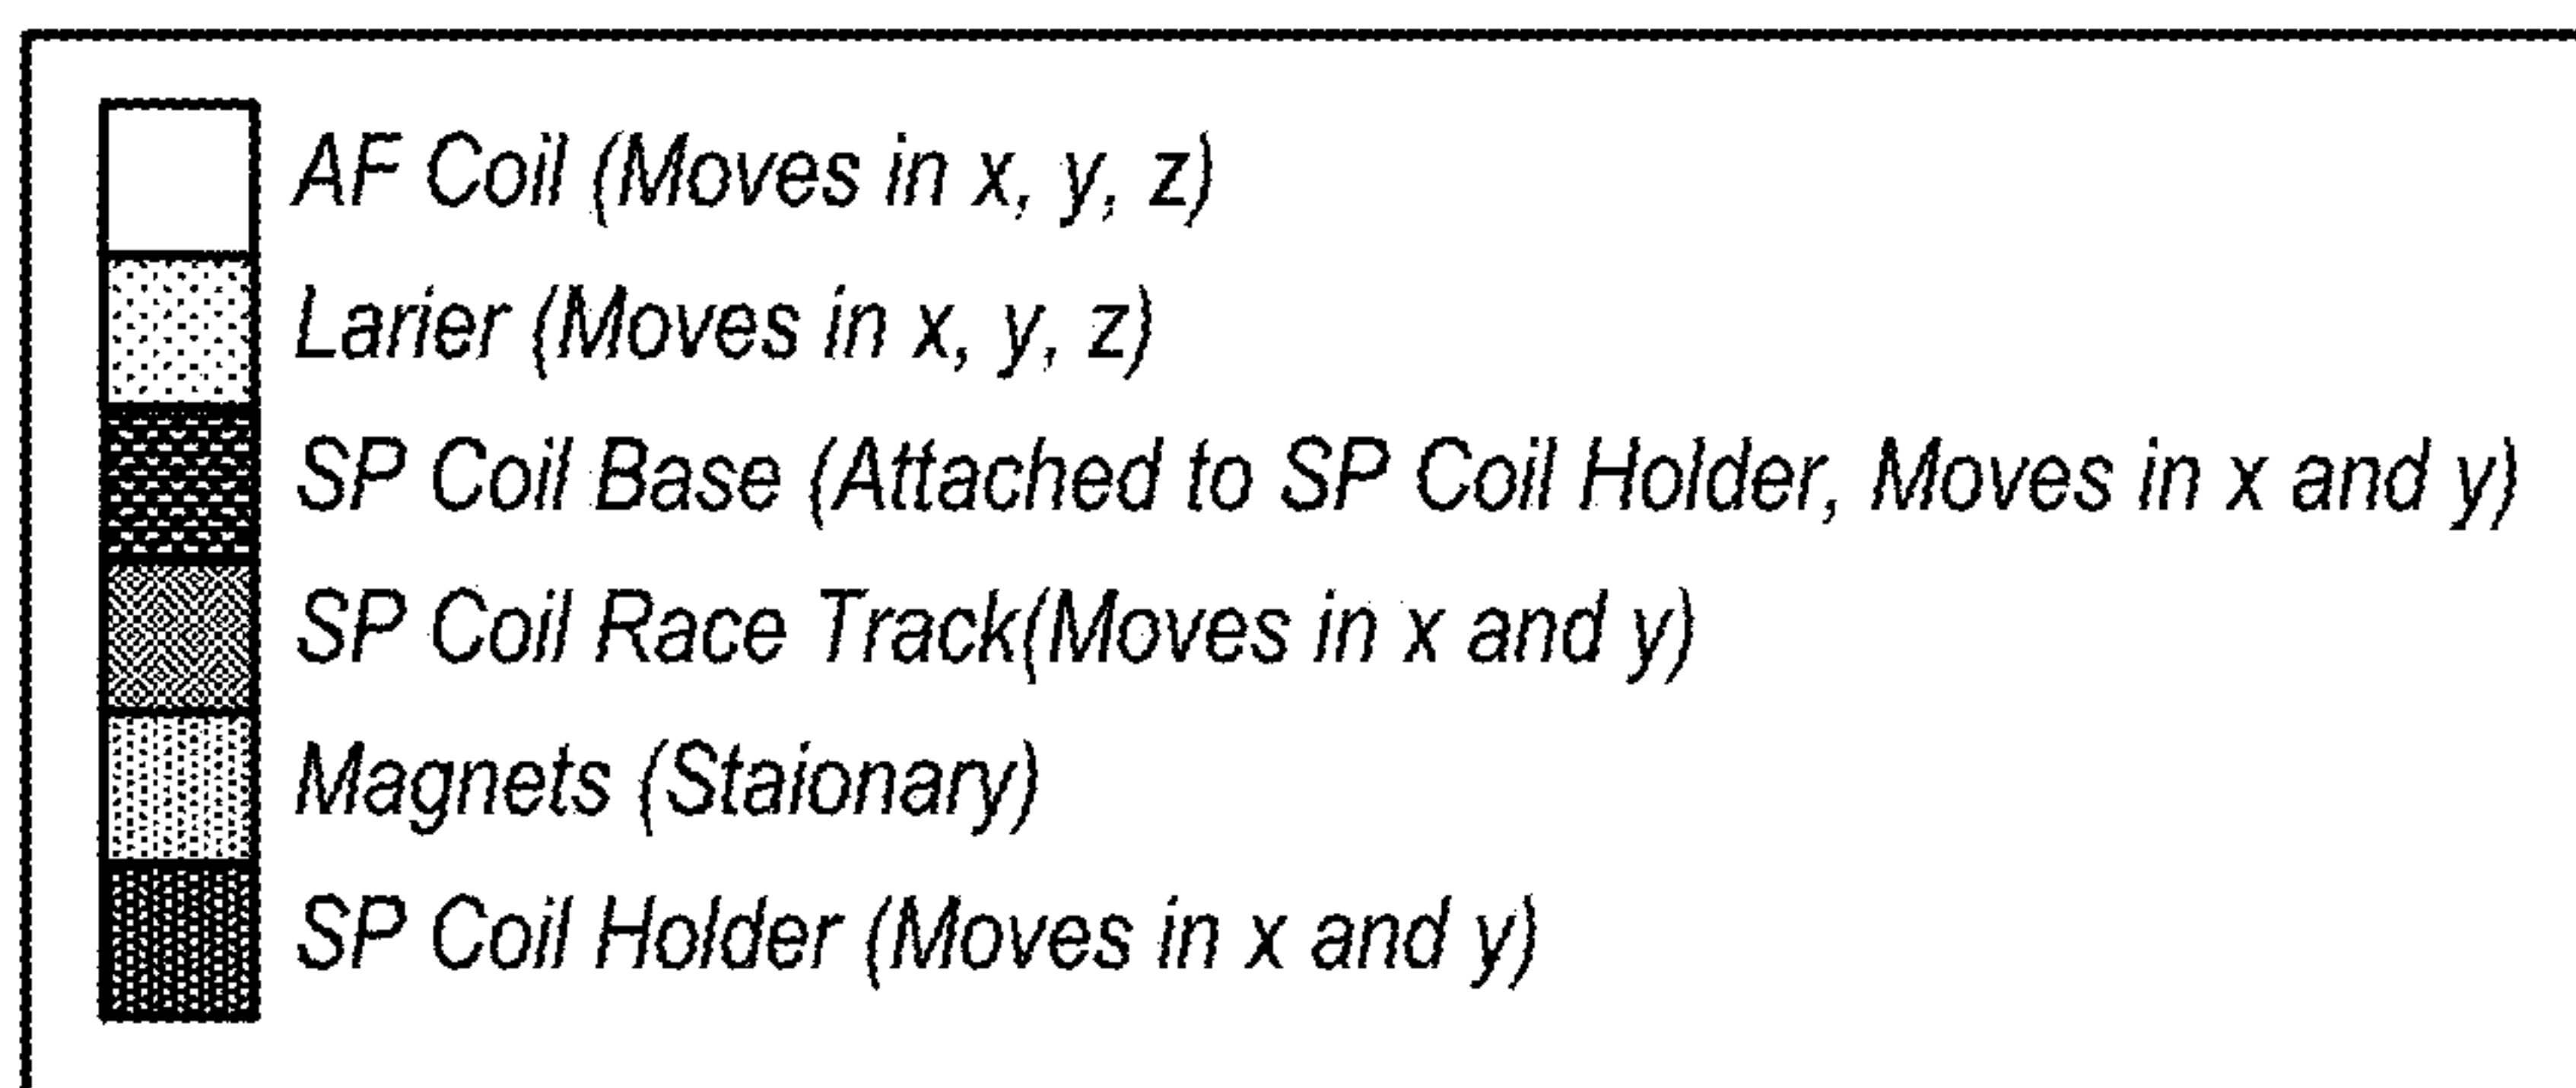 AF Coil (Moves in x, y, z)
Larier (Moves in x, y, z)
SP Coil Base (Attached to SP Coil Holder, Moves in x and y)
SP Coil Race Track(Moves in x and y)
Magnets (Staionary)
SP Coil Holder (Moves in x and y)